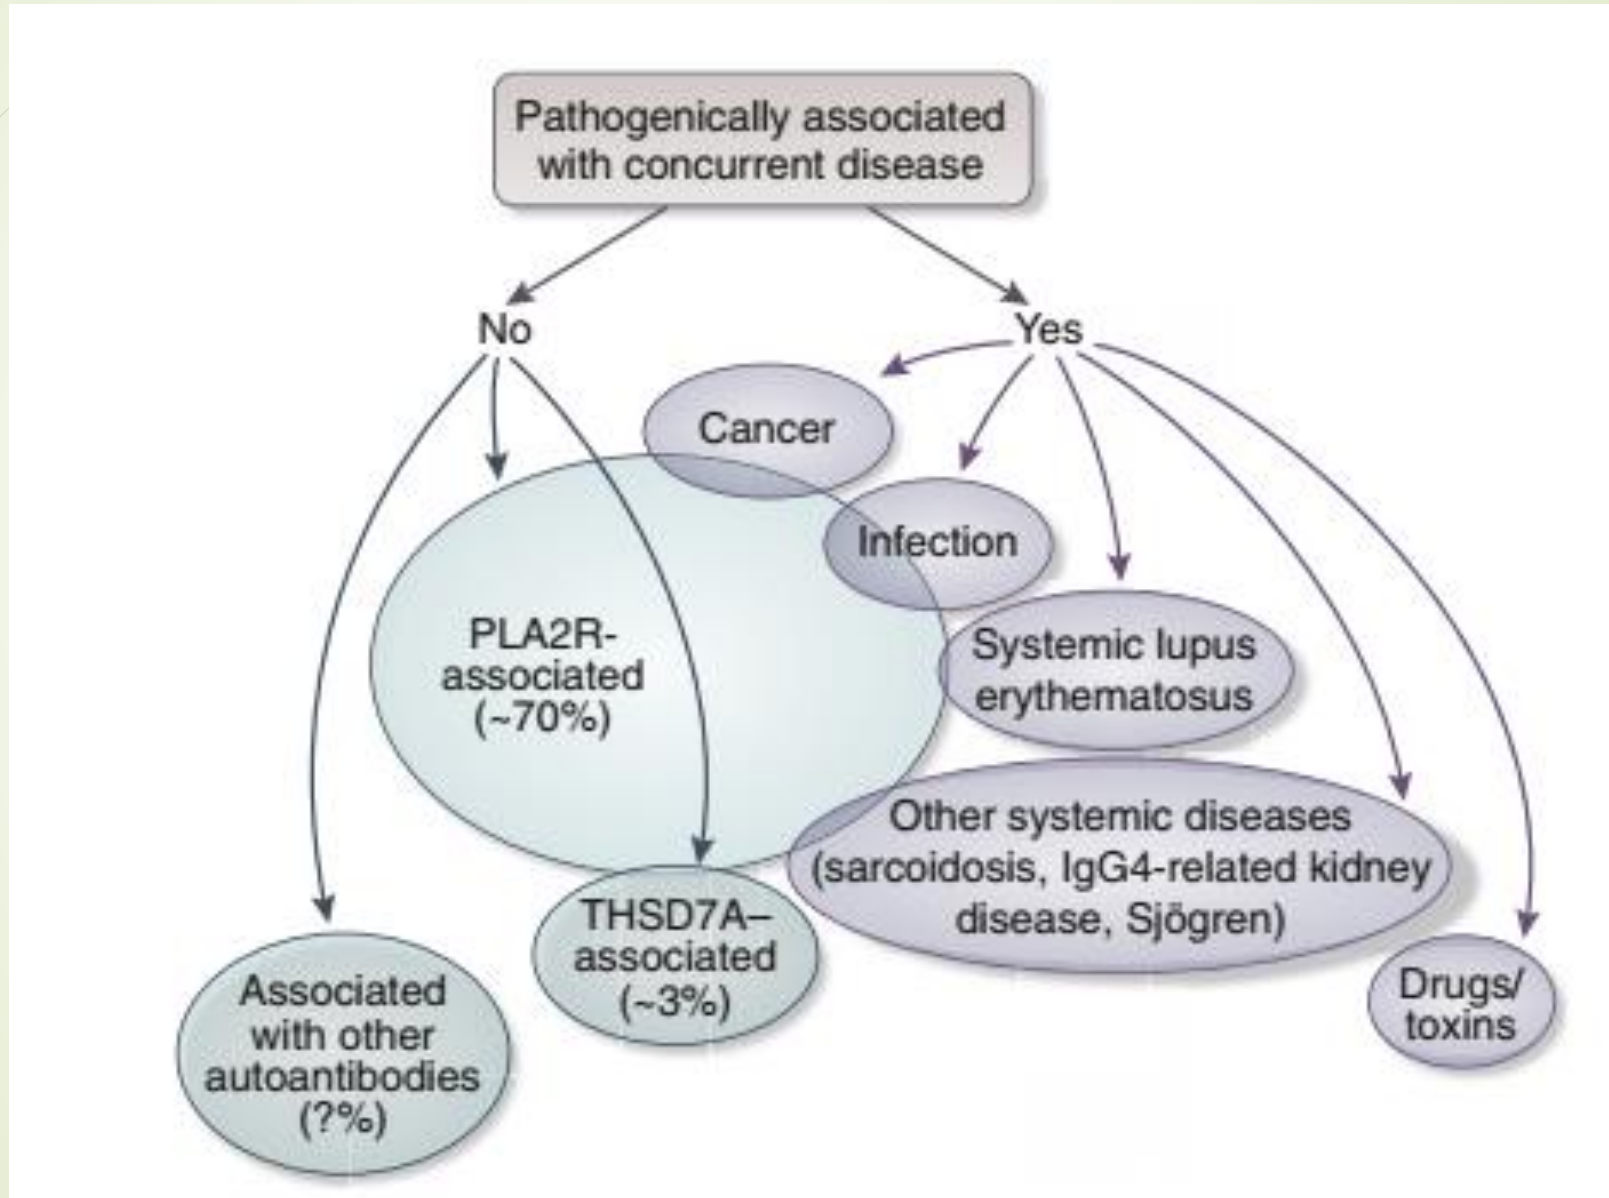 Pathogenically associated
with concurrent disease
No
Yes
Cancer
Infection
PLA2R-
associated
(~70%)
Systemic lupus
erythematosus
Other systemic diseases
(sarcoidosis, IgG4-related kidney
disease, Sjögren)
THSD7A–
associated
(~3%)
Associated
with other
autoantibodies
(?%)
Drugs/
toxins